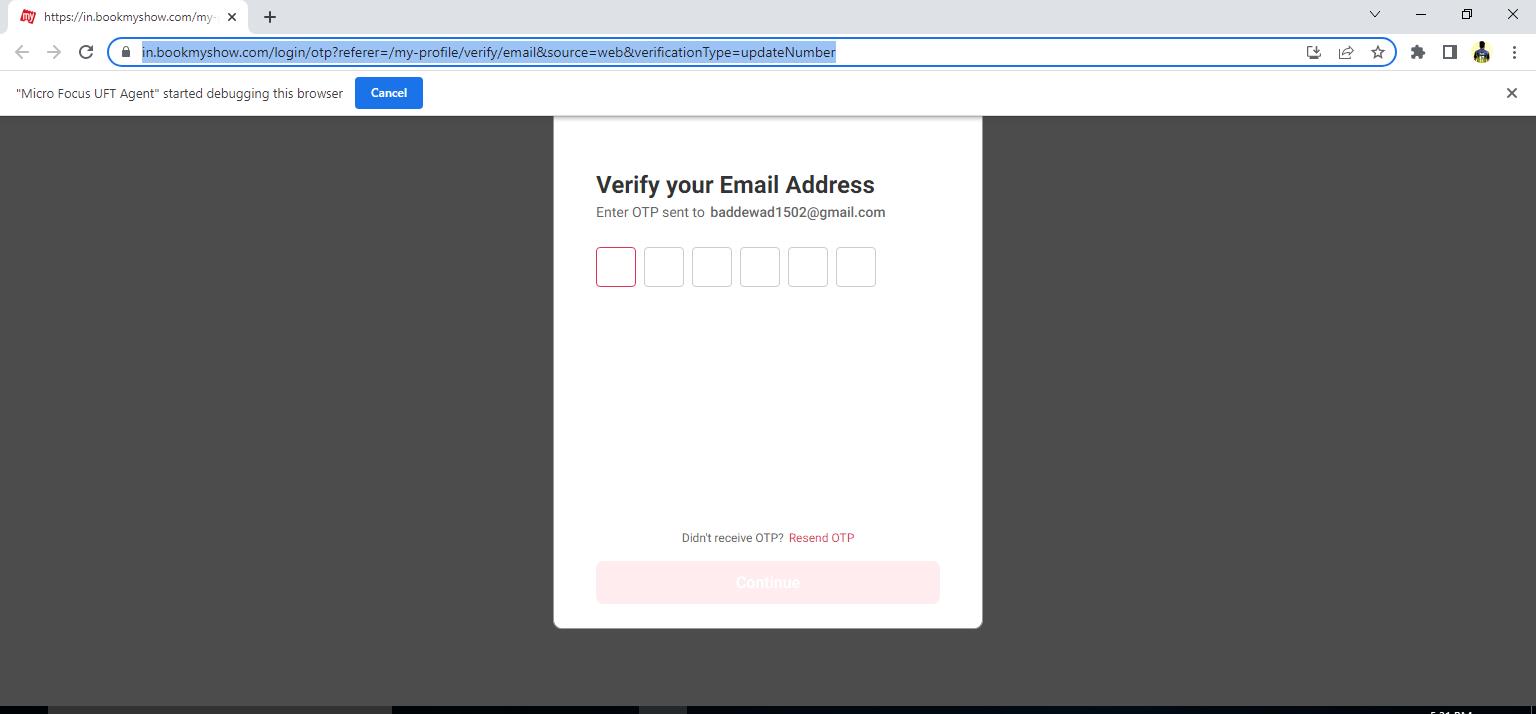 my https://in.bookmyshow.com/my-
in.bookmyshow.com/login/otp?referer=/my-profile/verify/email&source=web&verificationType=updateNumber
"Micro Focus UFT Agent" started debugging this browser Cancel
Verify your Email Address
Enter OTP sent to baddewad1502@gmail.com
Didn't receive OTP? Resend OTP
Continue